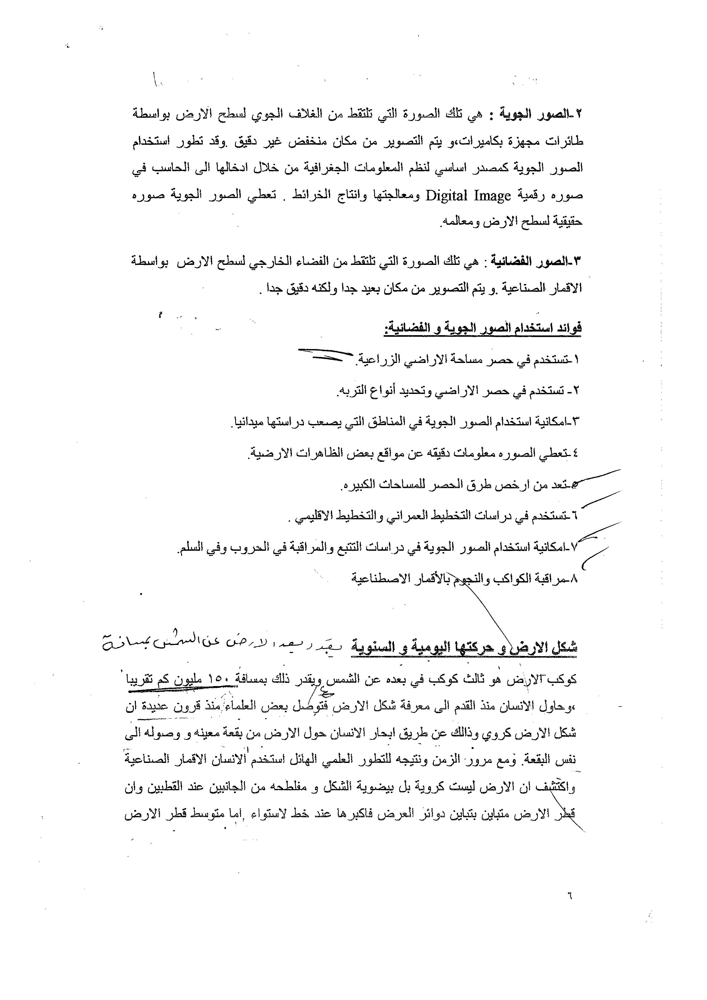 ٢-الصور الجوية : هي تلك الصورة التي تلتقط من الغلاف الجوي لسطح الارض بواسطة
طائرات مجهزة بكاميرات،و يتم التصوير من مكان منخفض غير دقيق .وقد تطور استخدام
الصور الجوية كمصدر اساسي لنظم المعلومات الجغرافية من خلال ادخالها الى الحاسب في
صوره رقمية Digital Image ومعالجتها وانتاج الخرائط . تعطي الصور الجوية صوره
حقيقية لسطح الارض ومعالمه.
٣-الصور الفضائية : هي تلك الصورة التي تلتقط من الفضاء الخارجي لسطح الارض بواسطة
الاقمار الصناعية .و يتم التصوير من مكان بعيد جدا ولكنه دقيق جدا .
فوائد استخدام الصور الجوية و الفضائية:
١-تستخدم في حصر مساحة الاراضي الزراعية.
٢- تستخدم في حصر الاراضي وتحديد أنواع التربه.
٣-امكانية استخدام الصور الجوية في المناطق التي يصعب دراستها ميدانيا.
٤-تعطي الصوره معلومات دقيقه عن مواقع بعض الظاهرات الارضية.
٥-تعد من ارخص طرق الحصر للمساحات الكبيره.
٦-تستخدم في دراسات التخطيط العمراني والتخطيط الاقليمي .
٧-امكانية استخدام الصور الجوية في دراسات التتبع والمراقبة في الحروب وفي السلم.
٨-مراقبة الكواكب والنجوم بالأقمار الاصطناعية
شكل الارض و حركتها اليومية و السنوية يقدر بعد الارض عن الشمس بمسافة
كوكب الارض هو ثالث كوكب في بعده عن الشمس ويقدر ذلك بمسافة ١٥٠ مليون كم تقريبا
،وحاول الانسان منذ القدم الى معرفة شكل الارض فتوصل بعض العلماء منذ قرون عديدة ان
شكل الارض كروي وذالك عن طريق ابحار الانسان حول الارض من بقعة معينه و وصوله الى
نفس البقعة. ومع مرور الزمن ونتيجه للتطور العلمي الهائل استخدم الانسان الاقمار الصناعية
واكتشف ان الارض ليست كروية بل بيضوية الشكل و مفلطحه من الجانبين عند القطبين وان
قطر الارض متباين بتباين دوائر العرض فاكبرها عند خط لاستواء .اما متوسط قطر الارض
٦